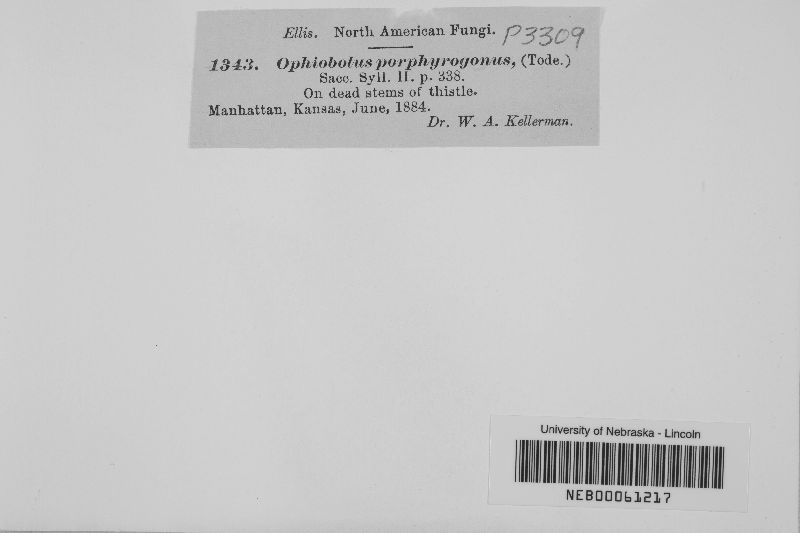 Ellis. North American Fungi. P3309
1343. Ophiobolus porphyrogonus, (Tode.)
Sacc. Syll. II. p. 338.
On dead stems of thistle.
Manhattan, Kansas, June, 1884.
Dr. W. A. Kellerman.
University of Nebraska - Lincoln
NEB00061217